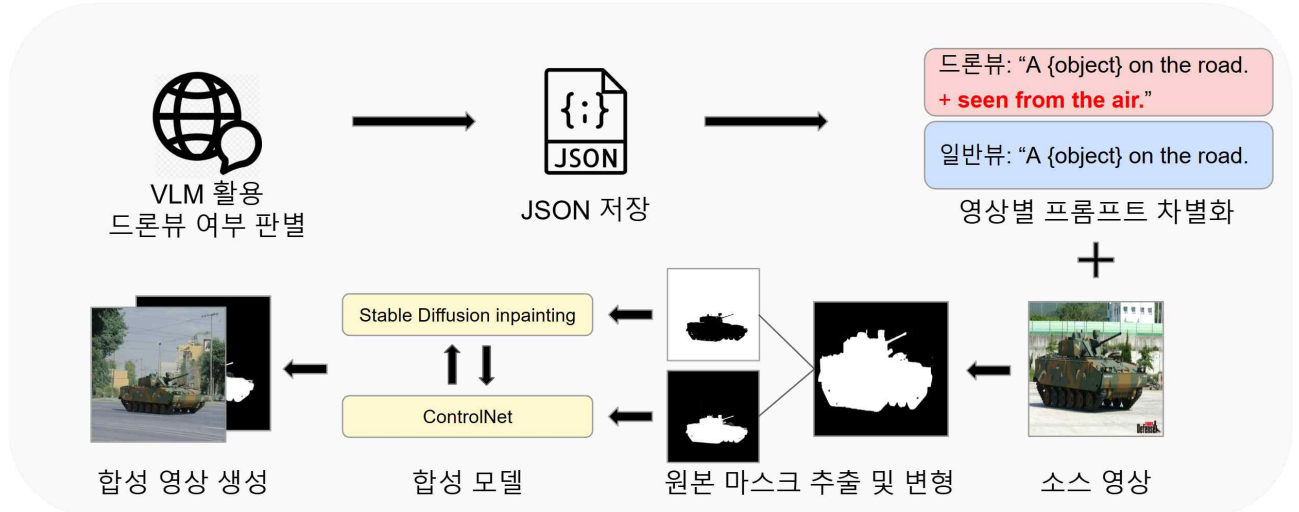 {;}
JSON
VLM 활용
드론뷰 여부 판별
JSON 저장
드론뷰: “A {object} on the road.
+ seen from the air.”
일반뷰: “A {object} on the road.
영상별 프롬프트 차별화
+
Stable Diffusion inpainting
ControlNet
Defense
합성 영상 생성
합성 모델
원본 마스크 추출 및 변형
소스 영상